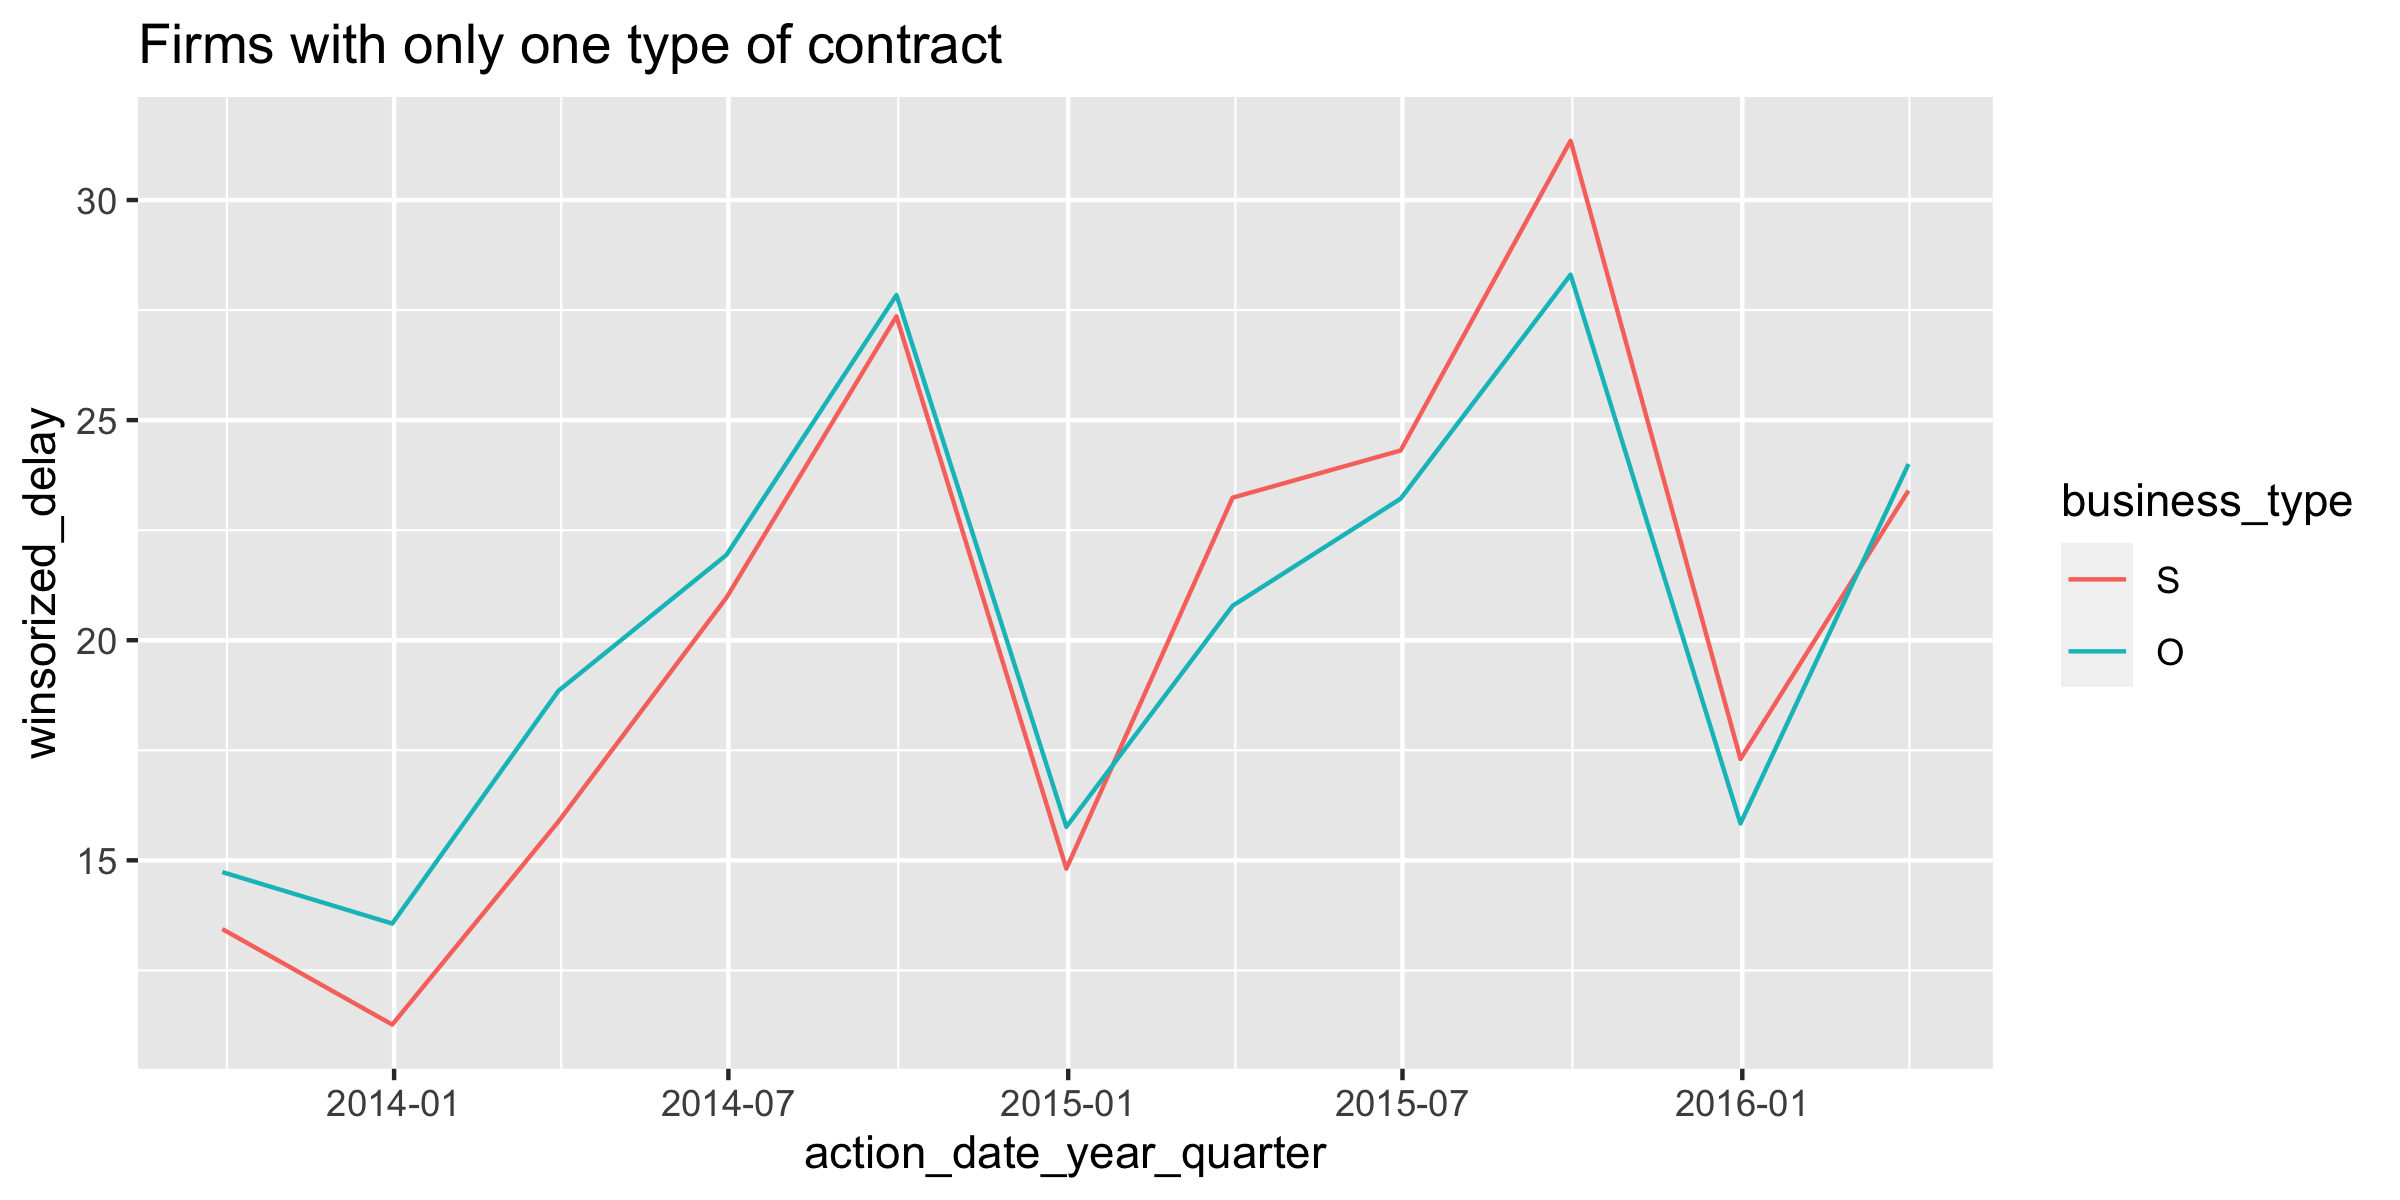 Firms with only one type of contract
winsorized_delay
30
25
20
15
2014-01
2014-07
2015-01
2015-07
2016-01
action_date_year_quarter
business_type
S
O